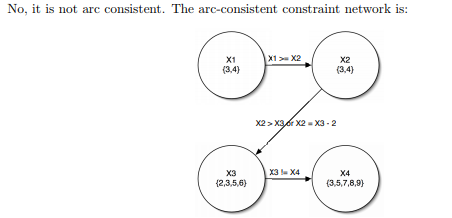 No, it is not arc consistent. The arc-consistent constraint network is:
X1 X1 >= X2 X2
{3,4} {3,4}
X2 > X3 or X2 = X3 - 2
X3 X3 != X4 X4
{2,3,5,6} {3,5,7,8,9}